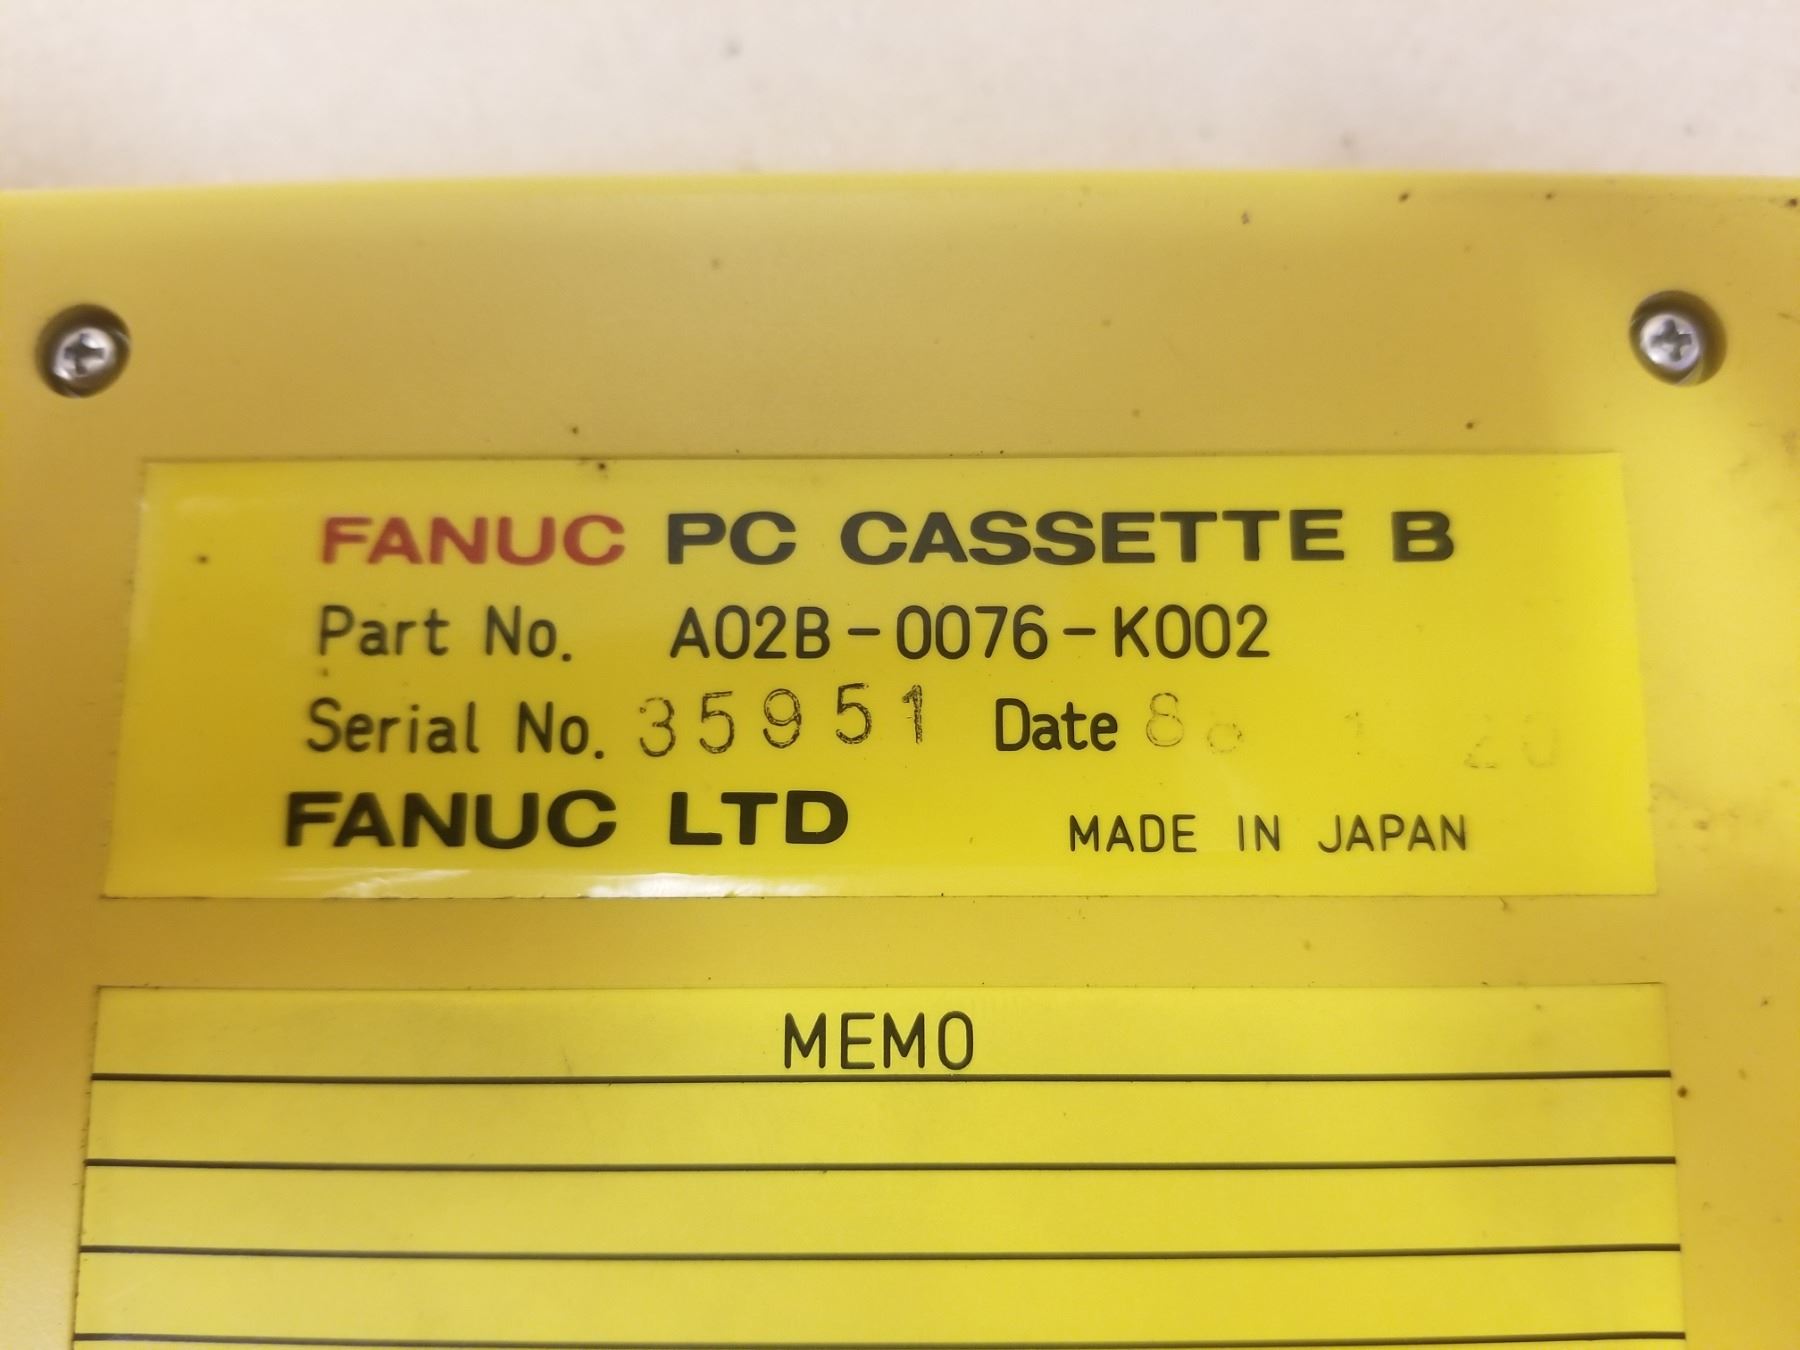 FANUC PC CASSETTE B
Part No. A02B-0076-K002
Serial No. 35951 Date
FANUC LTD MADE IN JAPAN
MEMO